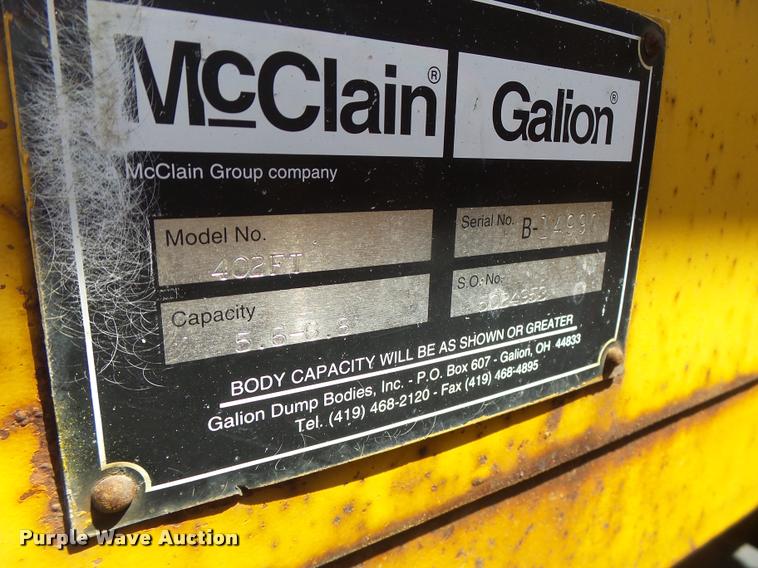 McClain® Galion®
a McClain Group company
Model No. 402FT
Serial No. B-
Capacity
S.O. No.
BODY CAPACITY WILL BE AS SHOWN OR GREATER
Galion Dump Bodies, Inc. - P.O. Box 607 - Galion, OH 44833
Tel. (419) 468-2120 - Fax (419) 468-4895
Purple Wave Auction